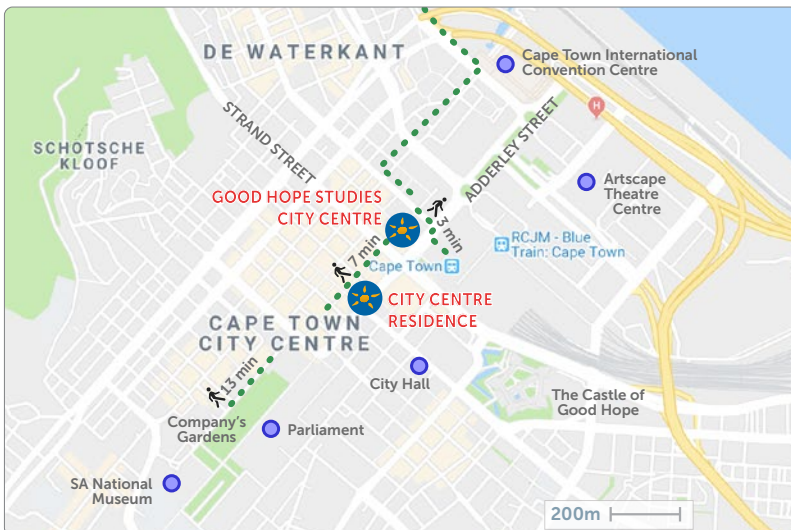 DE WATERKANT
Cape Town International
Convention Centre
H
STRAND STREET
ADDERLEY STREET
SCHOTSCHE
KLOOF
Artscape
Theatre
Centre
GOOD HOPE STUDIES
CITY CENTRE
3 min
RCJM - Blue
Train: Cape Town
7 min
Cape Town
CITY CENTRE
RESIDENCE
CAPE TOWN
CITY CENTRE
13 min
City Hall
The Castle of
Good Hope
Company's
Gardens
Parliament
SA National
Museum
200m